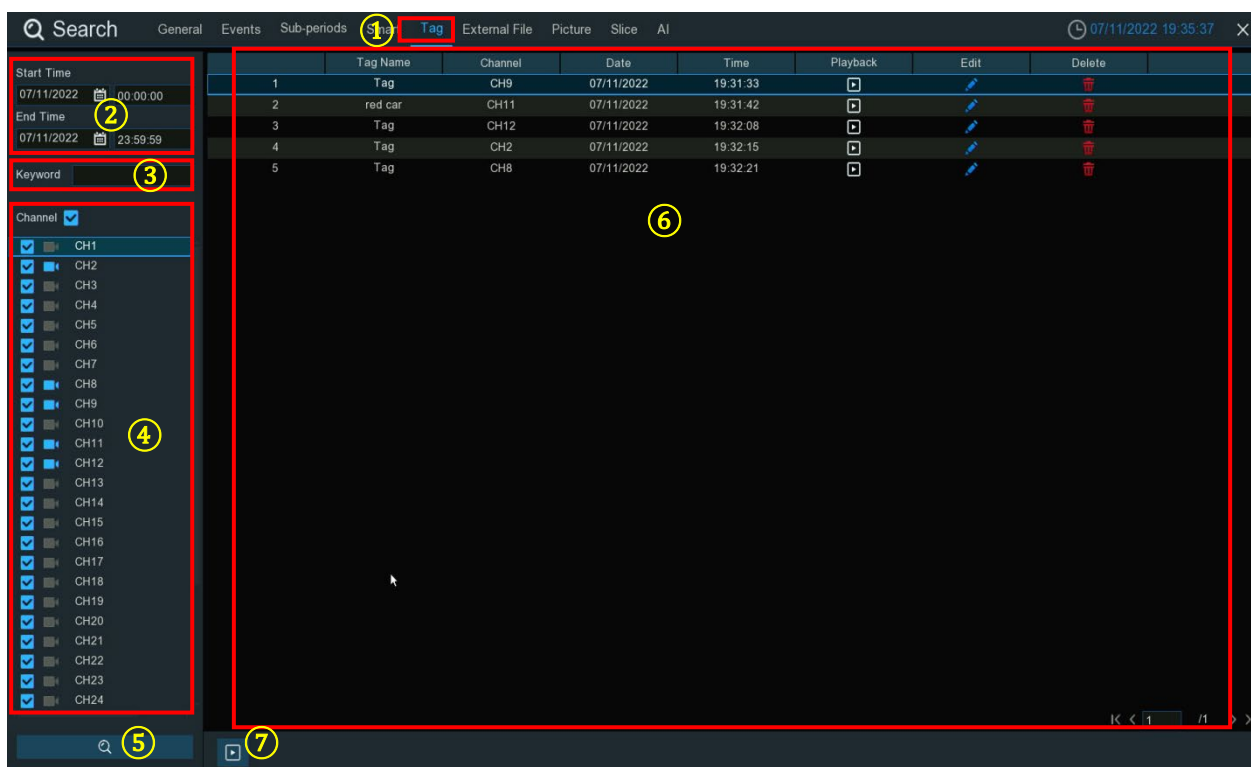 Search General Events Sub-periods ① Smart Tag External File Picture Slice AI 07/11/2022 19:35:37
Start Time
07/11/2022 00:00:00
②
End Time
07/11/2022 23:59:59
Keyword ③
Channel
CH1
CH2
CH3
CH4
CH5
CH6
CH7
CH8
CH9
CH10
④
CH11
CH12
CH13
CH14
CH15
CH16
CH17
CH18
CH19
CH20
CH21
CH22
CH23
CH24
⑤
Tag Name Channel Date Time Playback Edit Delete
1 Tag CH9 07/11/2022 19:31:33
2 red car CH11 07/11/2022 19:31:42
3 Tag CH12 07/11/2022 19:32:08
4 Tag CH2 07/11/2022 19:32:15
5 Tag CH8 07/11/2022 19:32:21
⑥
1 /1
⑦